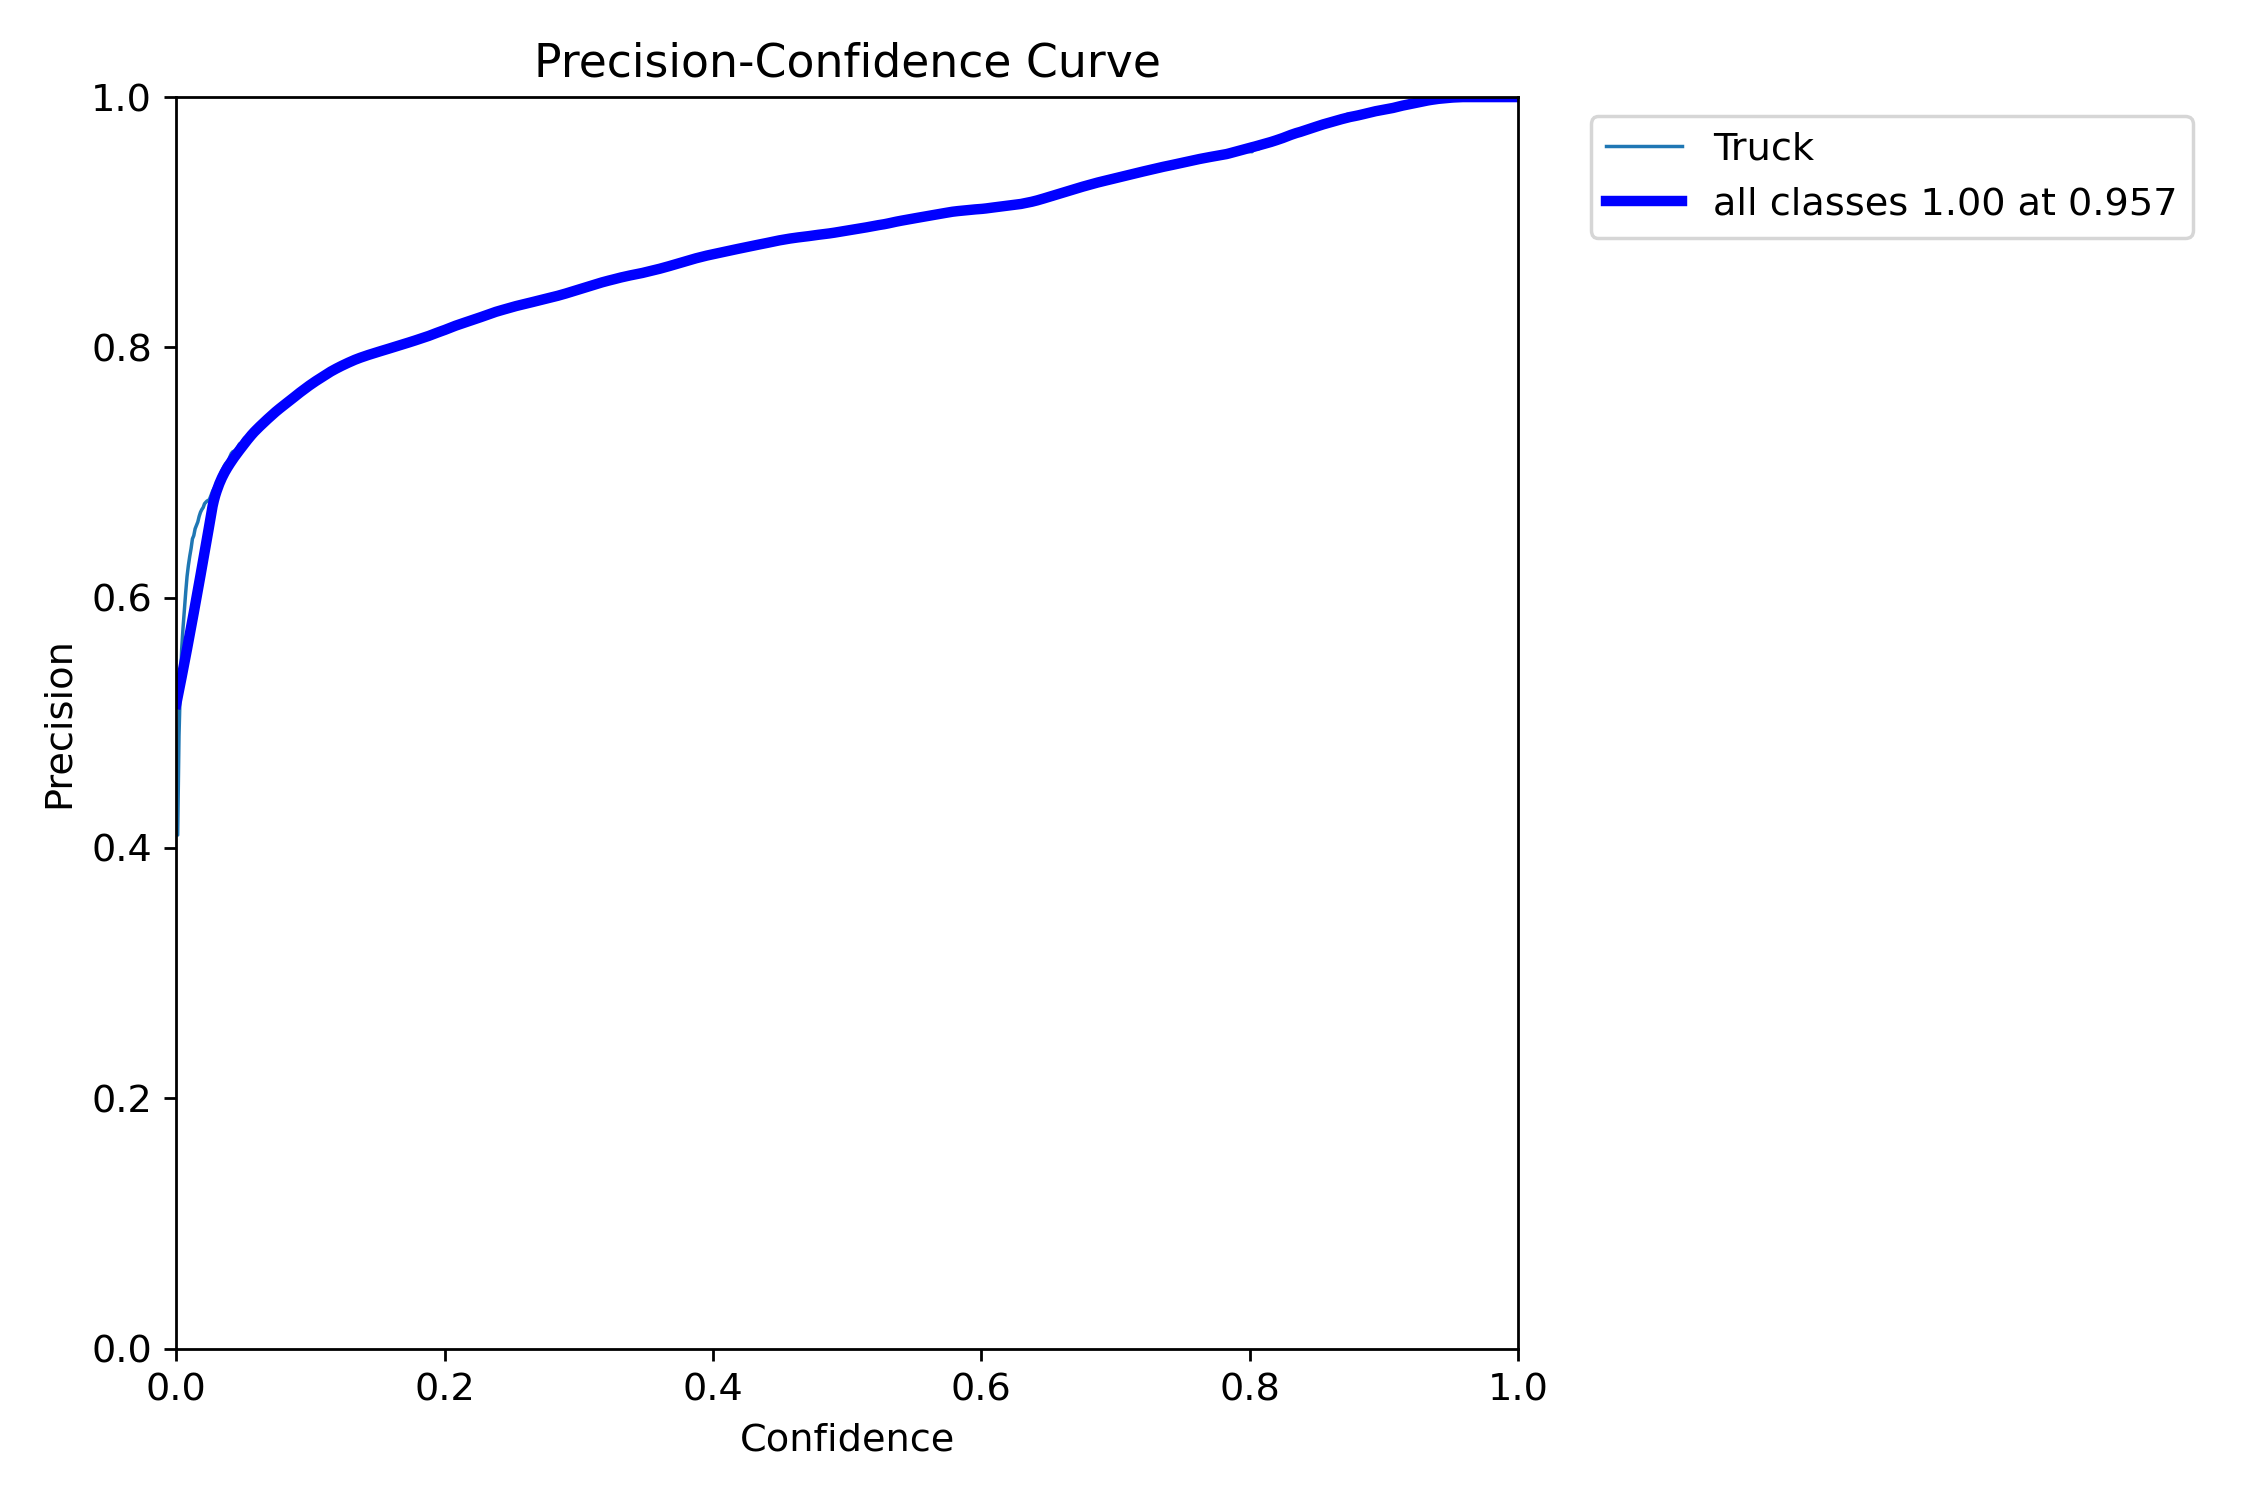 Precision-Confidence Curve
Truck
all classes 1.00 at 0.957
1.0
0.8
0.6
0.4
0.2
0.0
Precision
0.0 0.2 0.4 0.6 0.8 1.0
Confidence